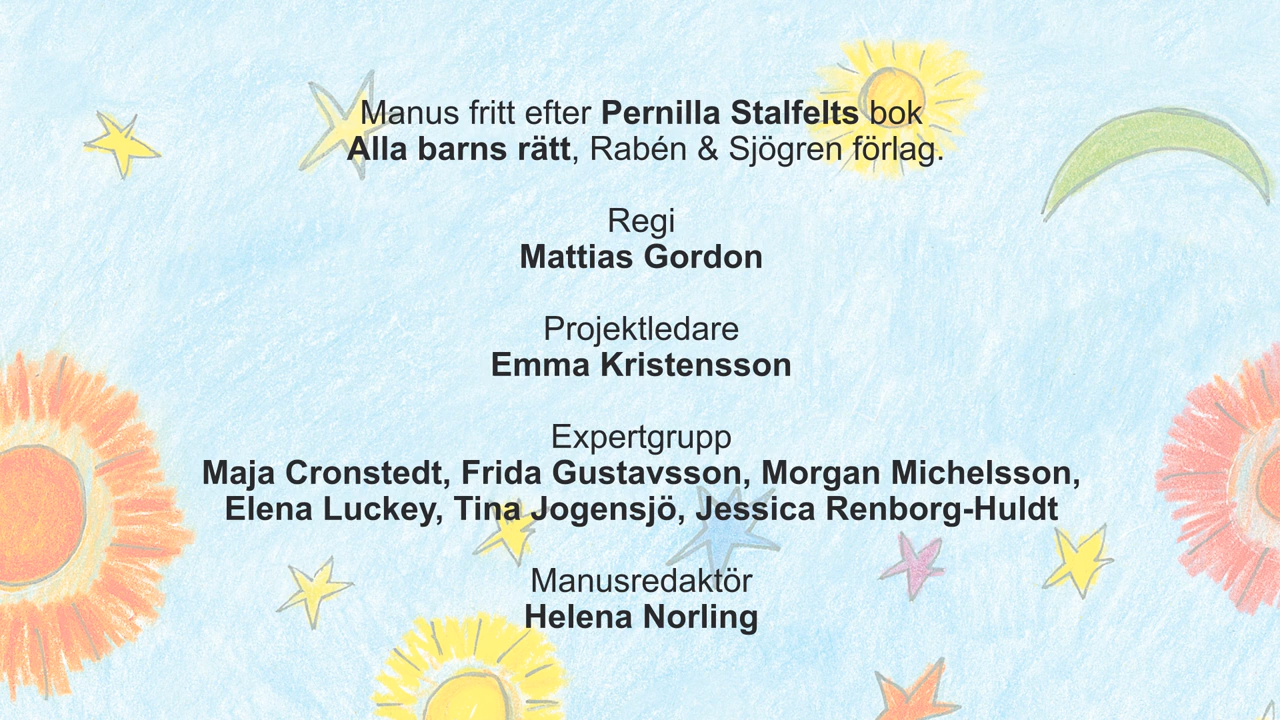 Manus fritt efter Pernilla Stalfelts bok
Alla barns rätt, Rabén & Sjögren förlag.
Regi
Mattias Gordon
Projektledare
Emma Kristensson
Expertgrupp
Maja Cronstedt, Frida Gustavsson, Morgan Michelsson,
Elena Luckey, Tina Jogensjö, Jessica Renborg-Huldt
Manusredaktör
Helena Norling